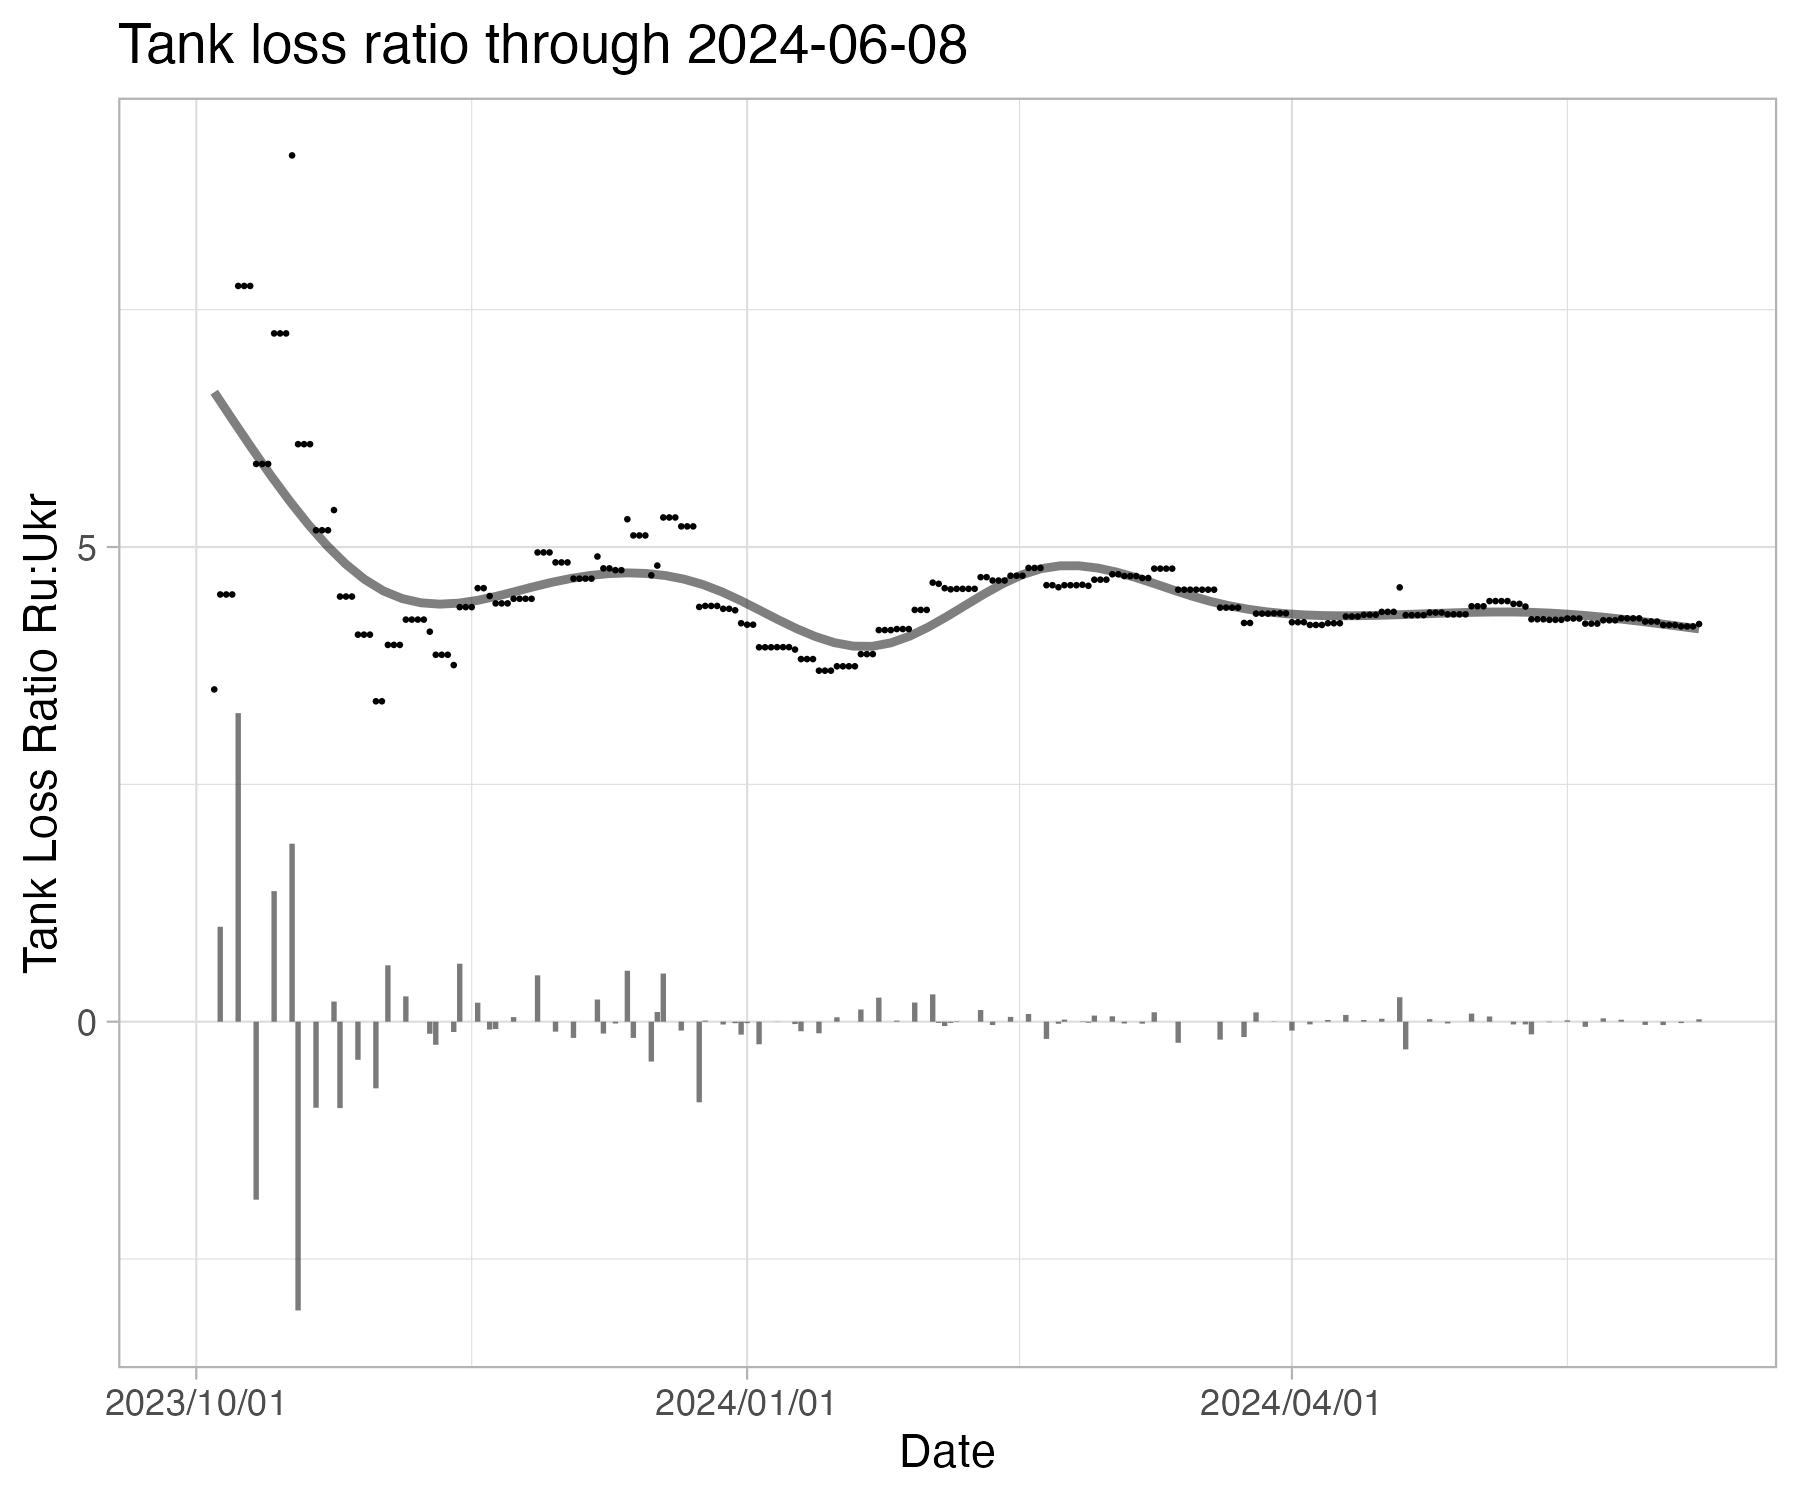 Tank loss ratio through 2024-06-08
Tank Loss Ratio Ru:Ukr
5
0
2023/10/01
2024/01/01
2024/04/01
Date